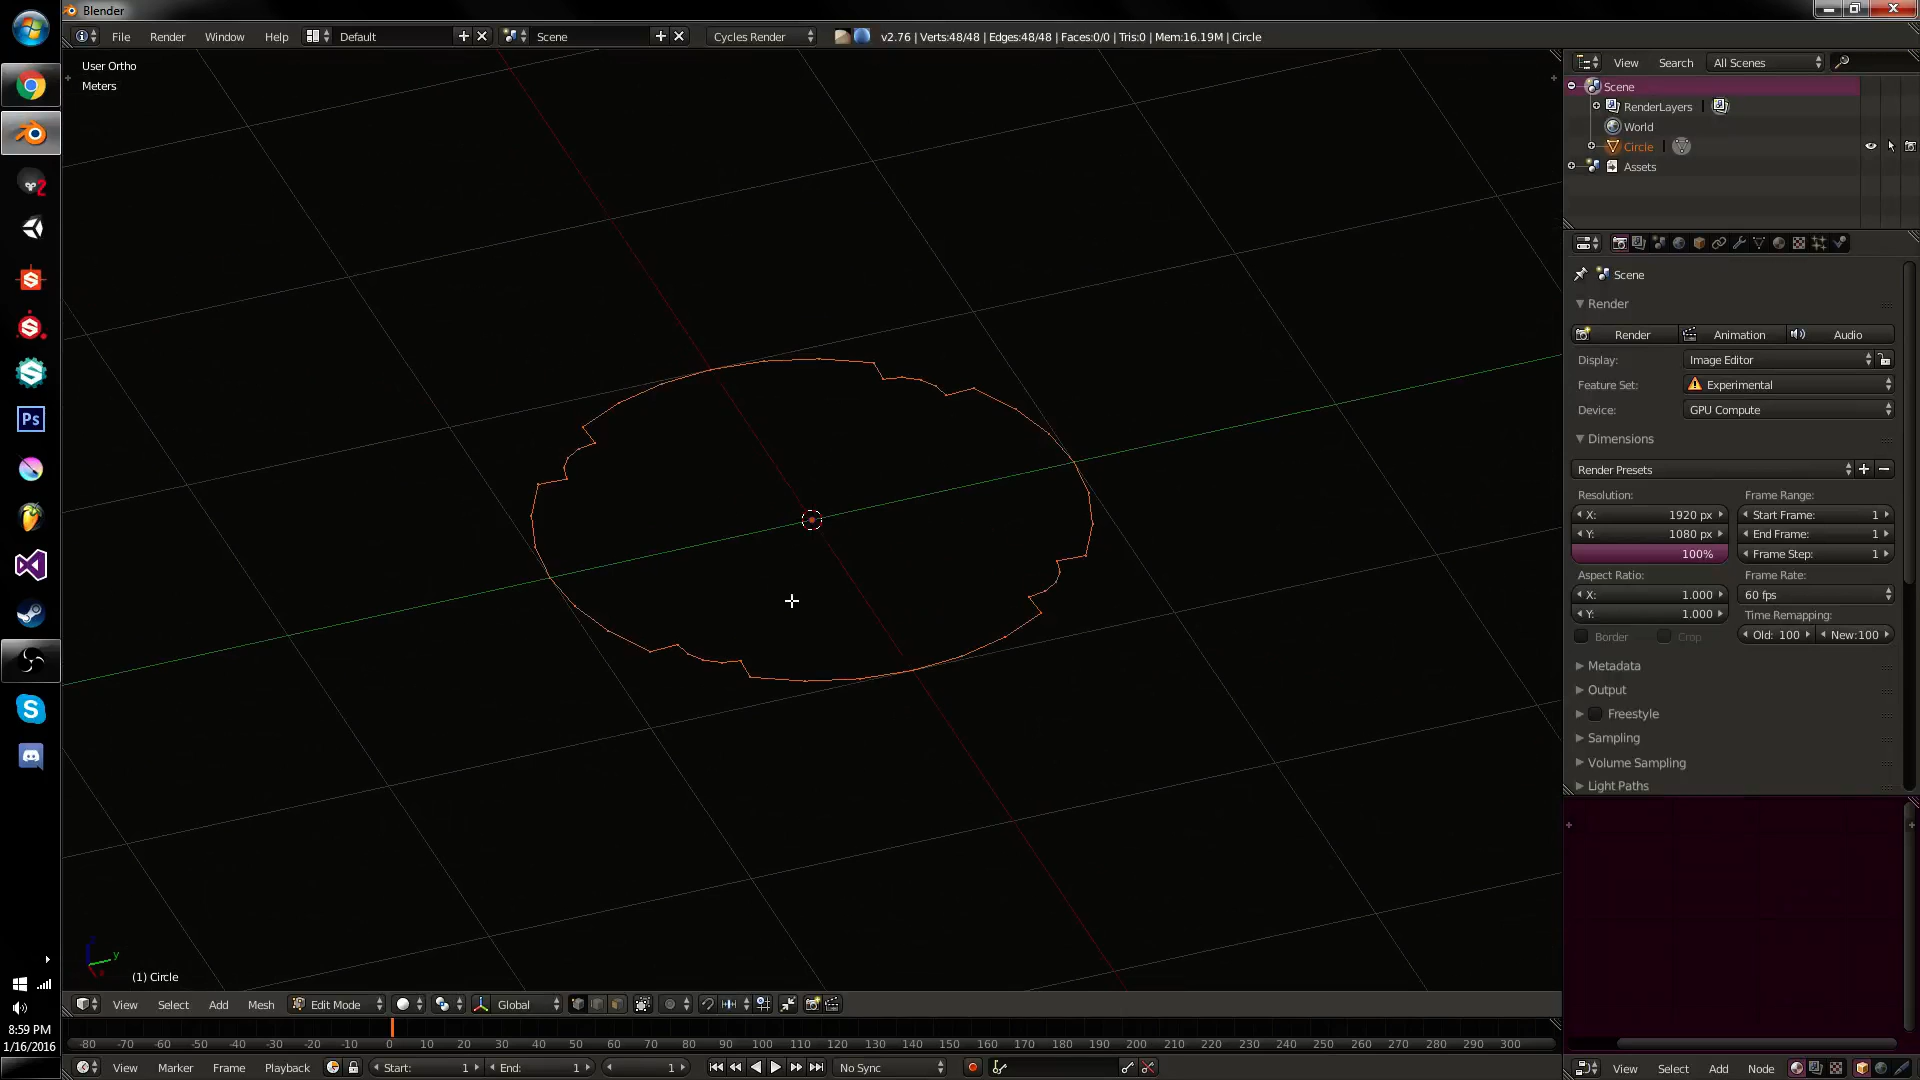 Blender
File Render Window Help Default Scene Cycles Render v2.76 | Verts:48/48 | Edges:48/48 | Faces:0/0 | Tris:0 | Mem:16.19M | Circle
User Ortho
Meters
View Search All Scenes
Scene
RenderLayers
World
Circle
Assets
Scene
Render
Render Animation Audio
Display: Image Editor
Feature Set: Experimental
Device: GPU Compute
Dimensions
Render Presets
Resolution: Frame Range:
X: 1920 px Start Frame: 1
Y: 1080 px End Frame: 1
100% Frame Step: 1
Aspect Ratio: Frame Rate:
X: 1.000 60 fps
Y: 1.000 Time Remapping:
Border Crop Old: 100 New:100
Metadata
Output
Freestyle
Sampling
Volume Sampling
Light Paths
2
Ps
y
(1) Circle
View Select Add Mesh Edit Mode Global
-80 -70 -60 -50 -40 -30 -20 -10 0 10 20 30 40 50 60 70 80 90 100 110 120 130 140 150 160 170 180 190 200 210 220 230 240 250 260 270 280 290 300
View Marker Frame Playback Start: 1 End: 1 1 No Sync
View Select Add Node
8:59 PM
1/16/2016